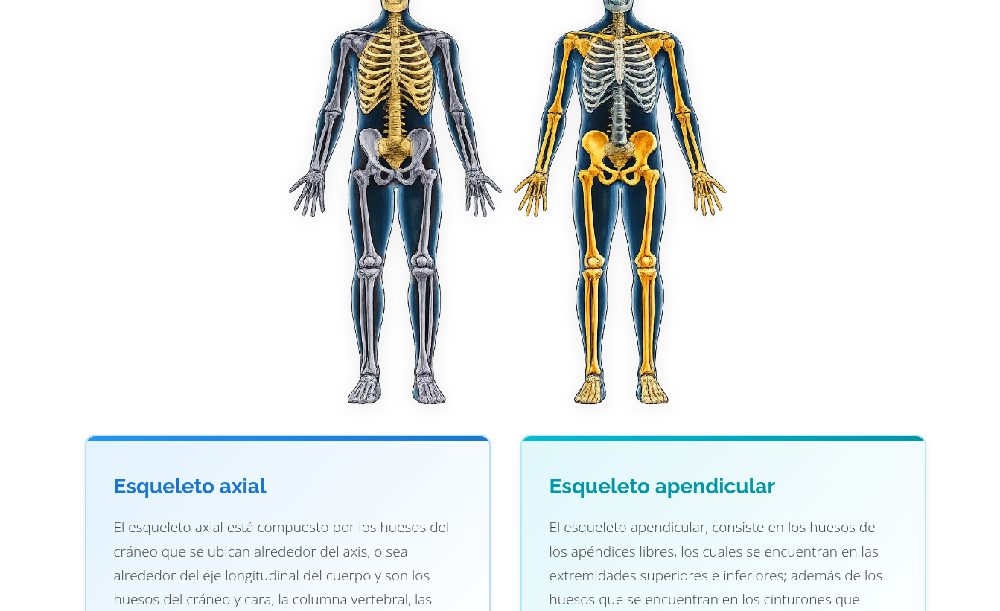 Esqueleto axial
El esqueleto axial está compuesto por los huesos del
cráneo que se ubican alrededor del axis, o sea
alrededor del eje longitudinal del cuerpo y son los
huesos del cráneo y cara, la columna vertebral, las
Esqueleto apendicular
El esqueleto apendicular, consiste en los huesos de
los apéndices libres, los cuales se encuentran en las
extremidades superiores e inferiores; además de los
huesos que se encuentran en los cinturones que